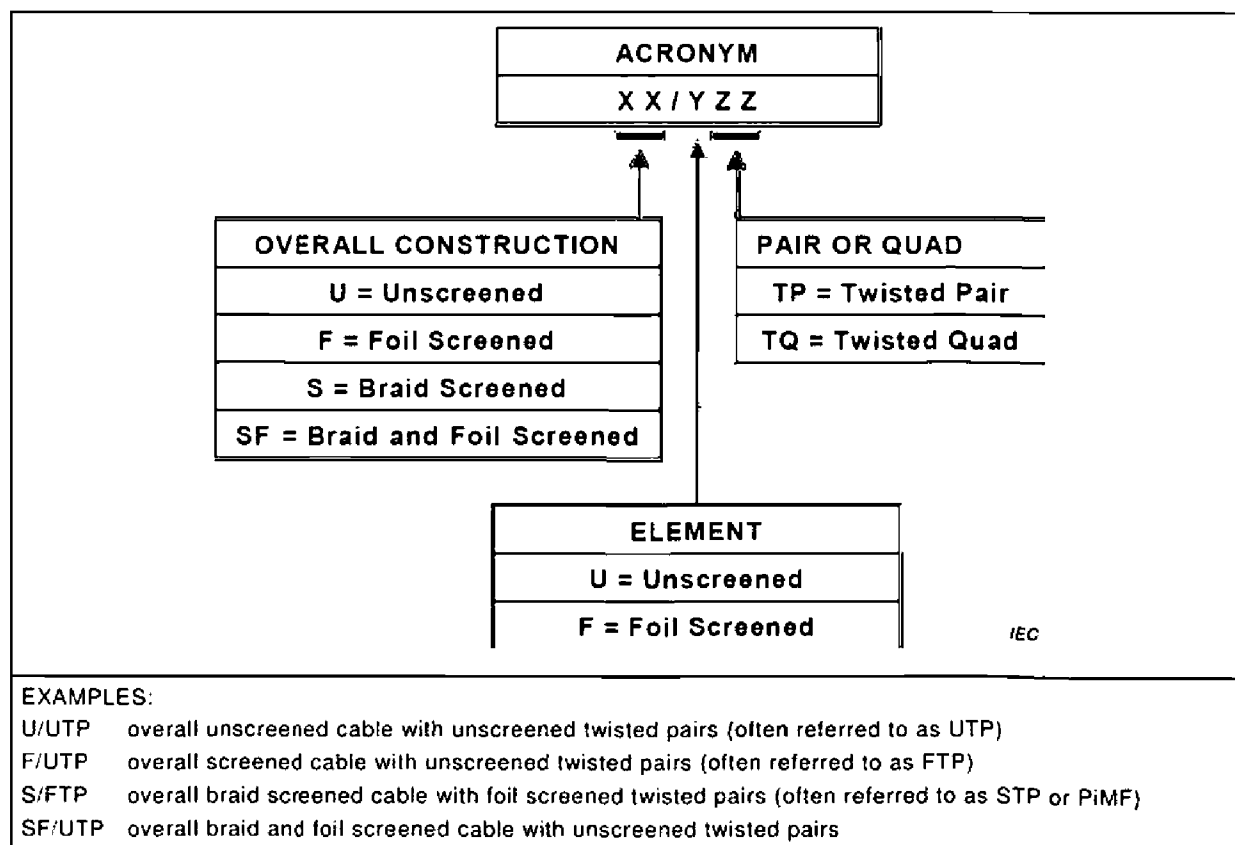 ACRONYM
XX/YZZ
OVERALL CONSTRUCTION
U = Unscreened
F = Foil Screened
S = Braid Screened
SF = Braid and Foil Screened
PAIR OR QUAD
TP = Twisted Pair
TQ = Twisted Quad
ELEMENT
U = Unscreened
F = Foil Screened
IEC
EXAMPLES:
U/UTP overall unscreened cable with unscreened twisted pairs (often referred to as UTP)
F/UTP overall screened cable with unscreened twisted pairs (often referred to as FTP)
S/FTP overall braid screened cable with foil screened twisted pairs (often referred to as STP or PiMF)
SF/UTP overall braid and foil screened cable with unscreened twisted pairs